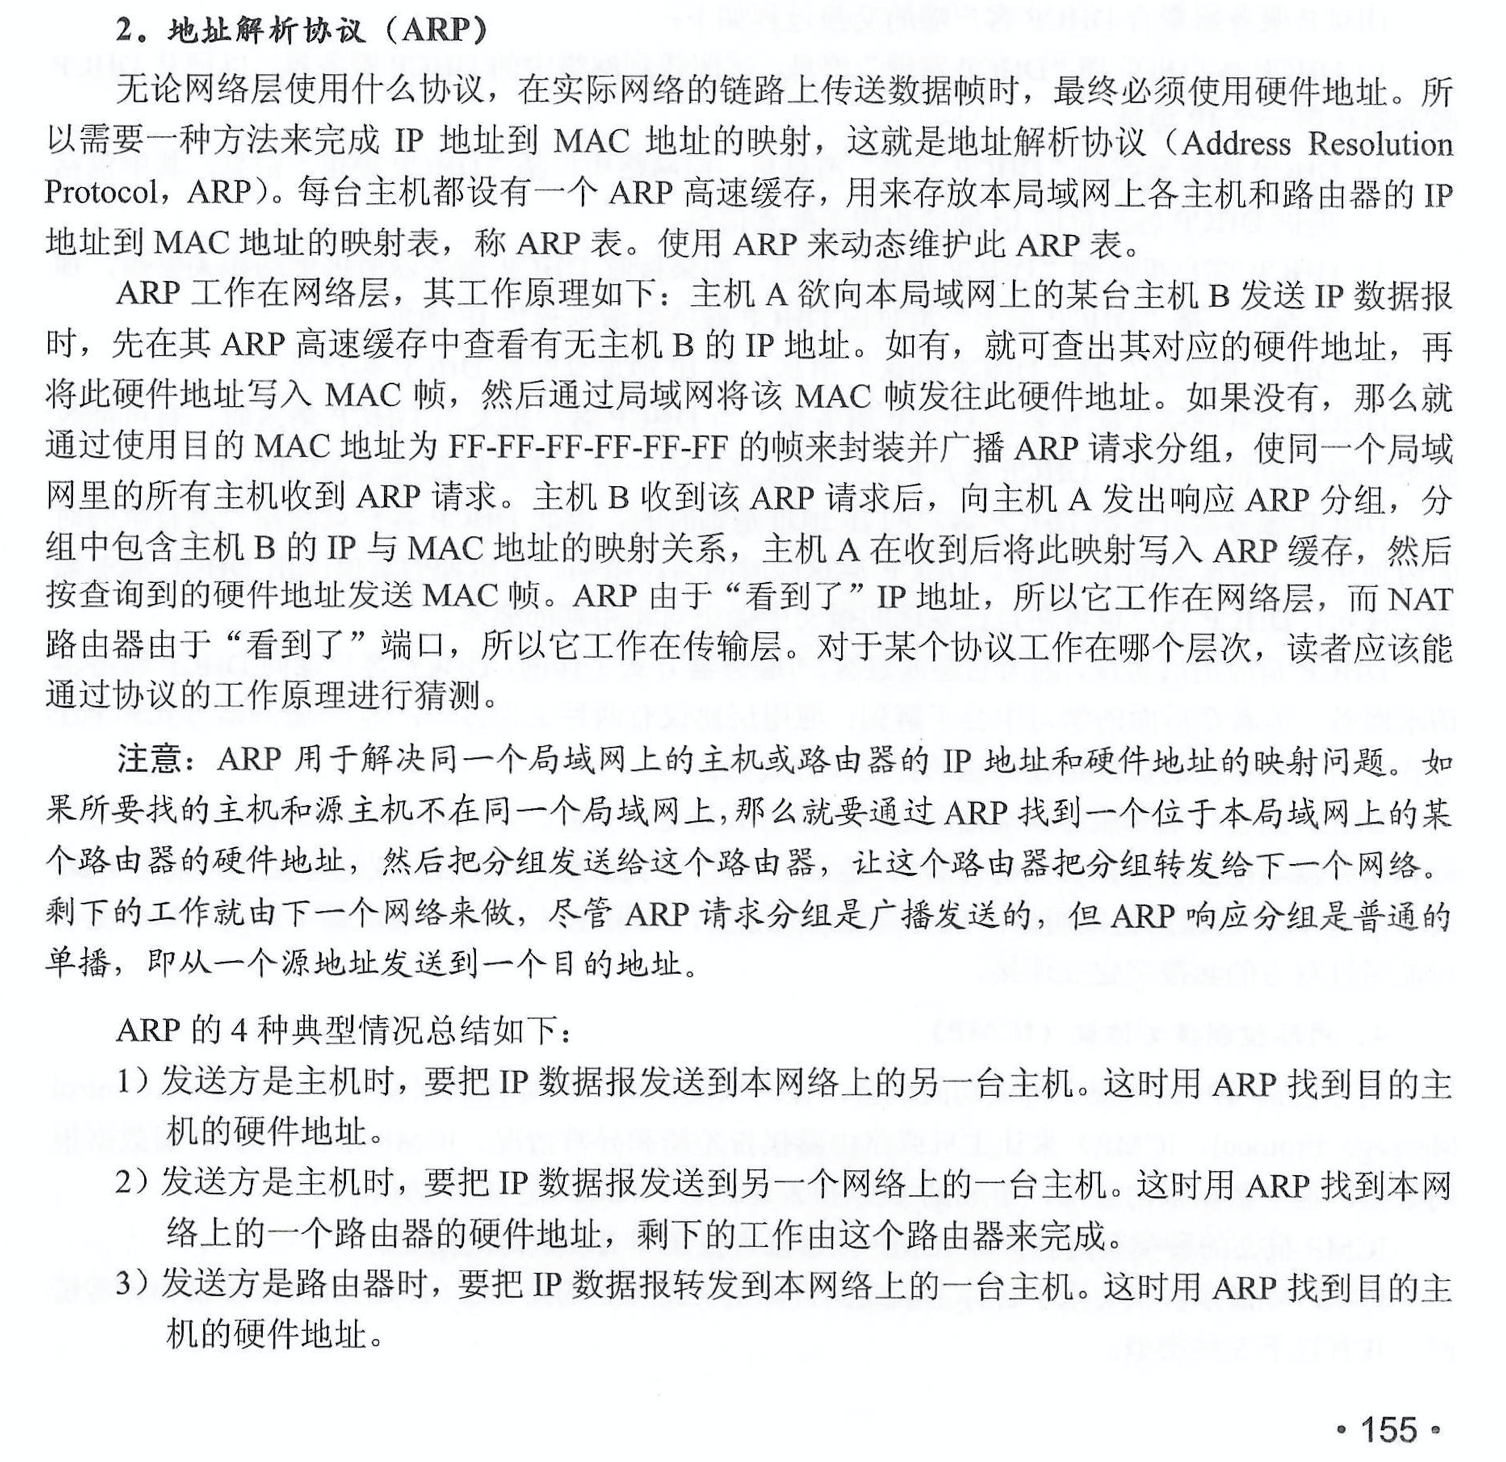 2。地址解析协议（ARP）
无论网络层使用什么协议，在实际网络的链路上传送数据帧时，最终必须使用硬件地址。所
以需要一种方法来完成 IP 地址到 MAC 地址的映射，这就是地址解析协议（Address Resolution
Protocol，ARP）。每台主机都设有一个 ARP 高速缓存，用来存放本局域网上各主机和路由器的 IP
地址到 MAC 地址的映射表，称 ARP 表。使用 ARP 来动态维护此 ARP 表。
ARP 工作在网络层，其工作原理如下：主机 A 欲向本局域网上的某台主机 B 发送 IP 数据报
时，先在其 ARP 高速缓存中查看有无主机 B 的 IP 地址。如有，就可查出其对应的硬件地址，再
将此硬件地址写入 MAC 帧，然后通过局域网将该 MAC 帧发往此硬件地址。如果没有，那么就
通过使用目的 MAC 地址为 FF-FF-FF-FF-FF-FF 的帧来封装并广播 ARP 请求分组，使同一个局域
网里的所有主机收到 ARP 请求。主机 B 收到该 ARP 请求后，向主机 A 发出响应 ARP 分组，分
组中包含主机 B 的 IP 与 MAC 地址的映射关系，主机 A 在收到后将此映射写入 ARP 缓存，然后
按查询到的硬件地址发送 MAC 帧。ARP 由于“看到了”IP 地址，所以它工作在网络层，而 NAT
路由器由于“看到了”端口，所以它工作在传输层。对于某个协议工作在哪个层次，读者应该能
通过协议的工作原理进行猜测。
注意：ARP 用于解决同一个局域网上的主机或路由器的 IP 地址和硬件地址的映射问题。如
果所要找的主机和源主机不在同一个局域网上，那么就要通过 ARP 找到一个位于本局域网上的某
个路由器的硬件地址，然后把分组发送给这个路由器，让这个路由器把分组转发给下一个网络。
剩下的工作就由下一个网络来做，尽管 ARP 请求分组是广播发送的，但 ARP 响应分组是普通的
单播，即从一个源地址发送到一个目的地址。
ARP 的 4 种典型情况总结如下：
1）发送方是主机时，要把 IP 数据报发送到本网络上的另一台主机。这时用 ARP 找到目的主
机的硬件地址。
2）发送方是主机时，要把 IP 数据报发送到另一个网络上的一台主机。这时用 ARP 找到本网
络上的一个路由器的硬件地址，剩下的工作由这个路由器来完成。
3）发送方是路由器时，要把 IP 数据报转发到本网络上的一台主机。这时用 ARP 找到目的主
机的硬件地址。
• 155 •